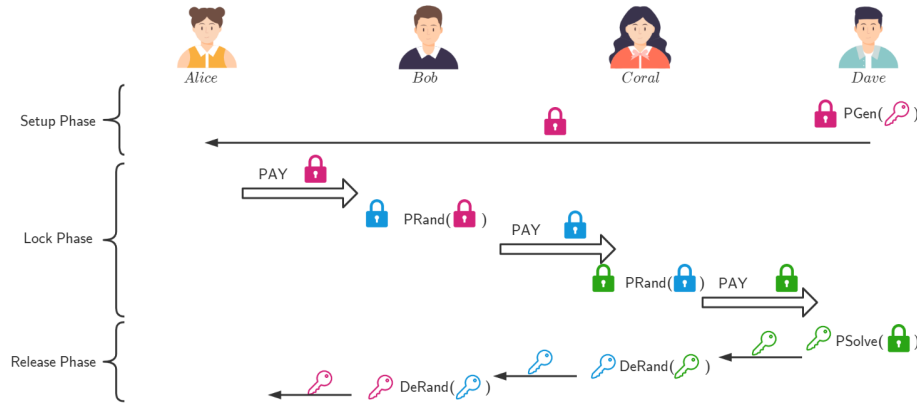 Alice Bob Coral Dave
PGen( )
Setup Phase
PAY
PRand( )
PAY
Lock Phase
PRand( ) PAY
PSolve( )
Release Phase
DeRand( )
DeRand( )